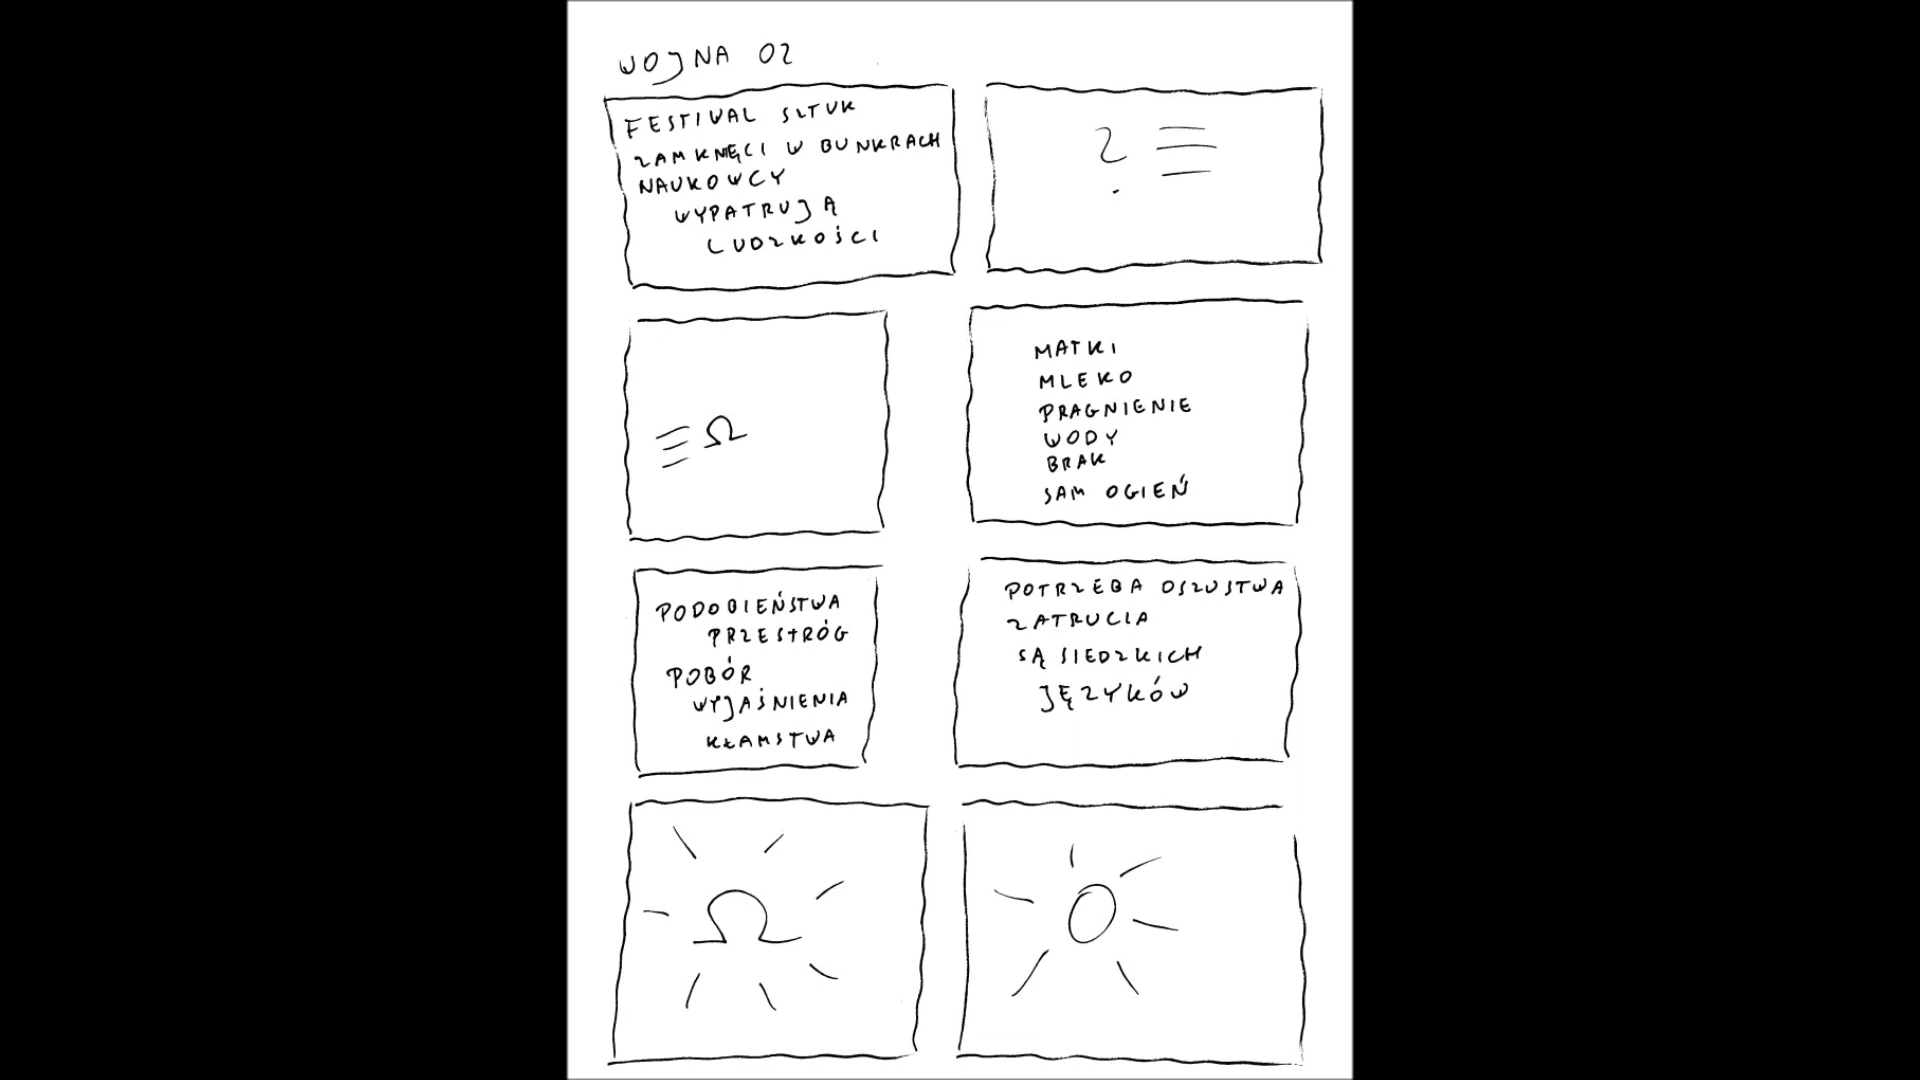 WOJNA 02
FESTIWAL SZTUK
ZAMKNIĘCI W BUNKRACH
NAUKOWCY
WYPATRUJĄ
LUDZKOŚCI
?
Ω
MATKI
MLEKO
PRAGNIENIE
WODY
BRAK
SAM OGIEŃ
PODOBIEŃSTWA
PRZESTRÓG
POBÓR
WYJAŚNIENIA
KŁAMSTWA
POTRZEBA OSZUSTWA
ZATRUCIA
SĄSIEDZKICH
JĘZYKÓW
Ω
O